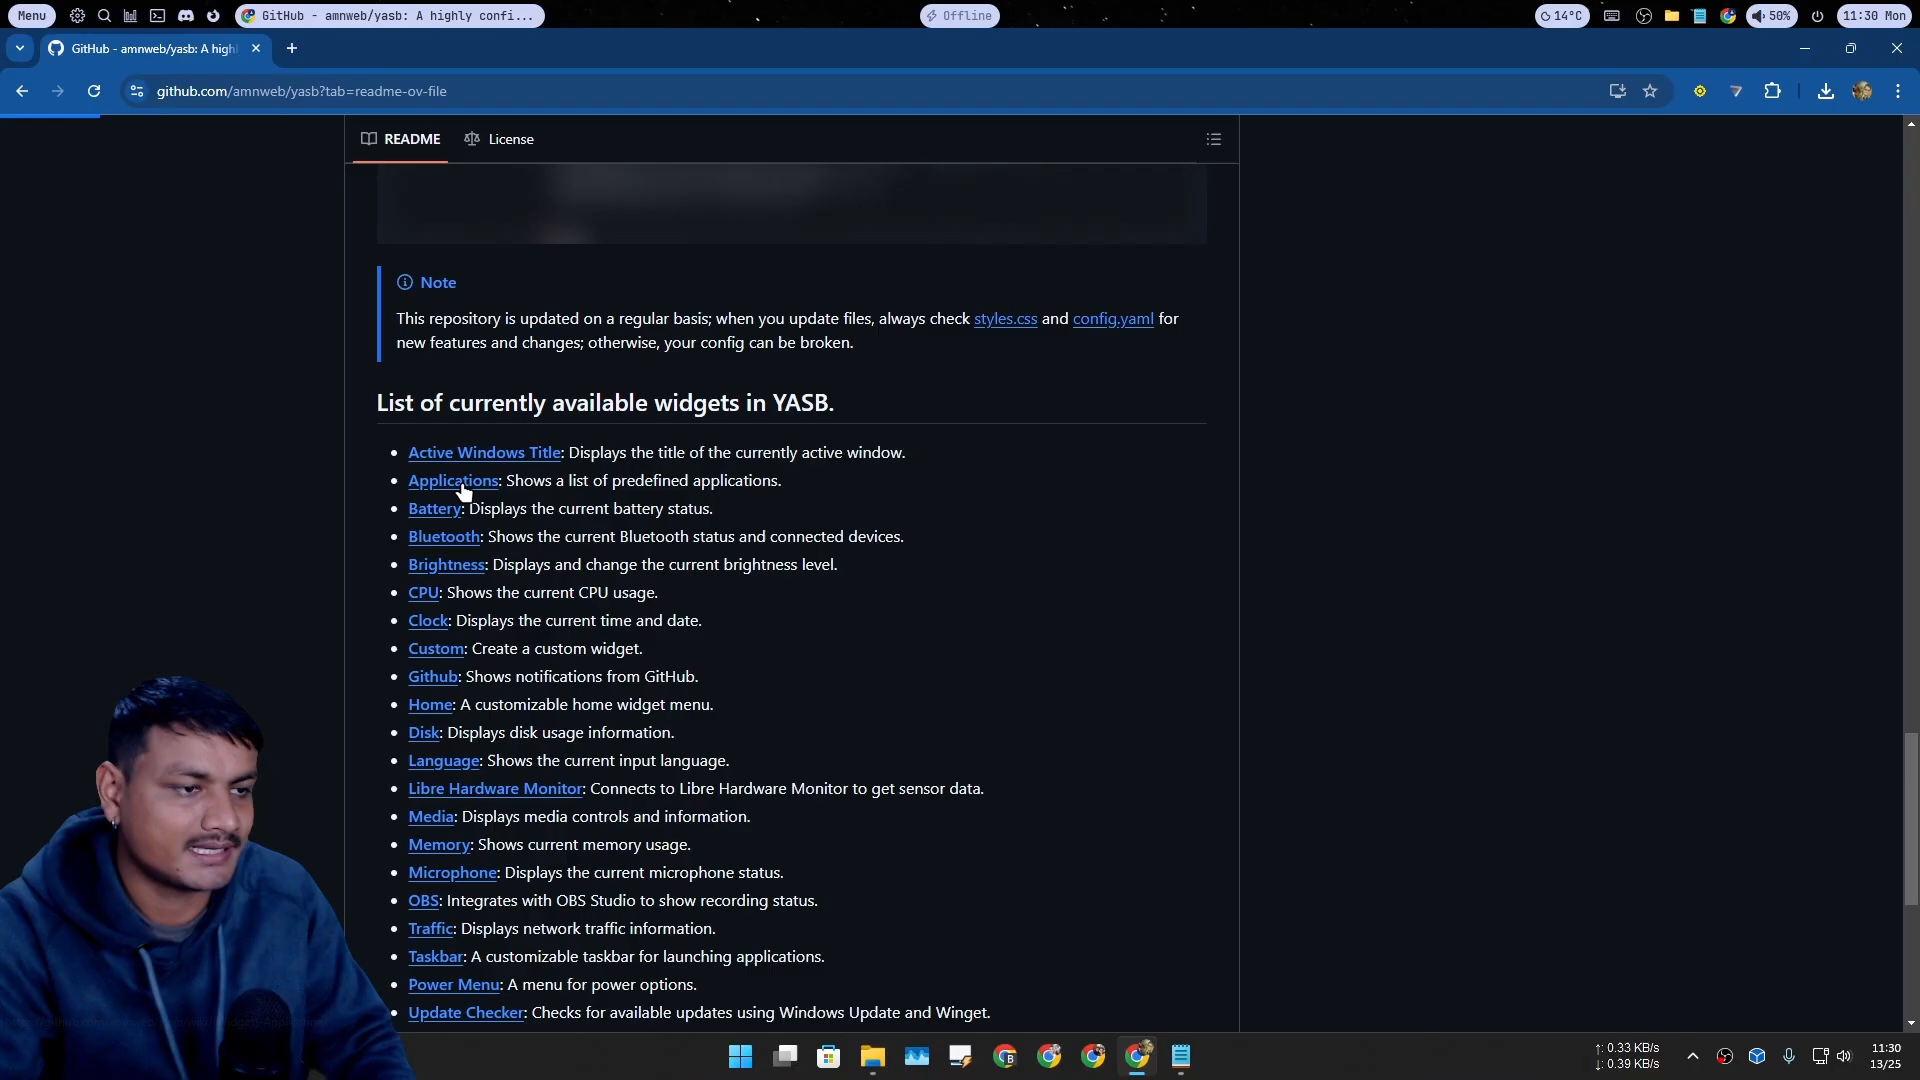 Menu
GitHub - amnweb/yasb: A highly confi...
Offline
14°C
50%
11:30 Mon
GitHub - amnweb/yasb: A high
github.com/amnweb/yasb?tab=readme-ov-file
README
License
Note
This repository is updated on a regular basis; when you update files, always check styles.css and config.yaml for
new features and changes; otherwise, your config can be broken.
List of currently available widgets in YASB.
Active Windows Title: Displays the title of the currently active window.
Applications: Shows a list of predefined applications.
Battery: Displays the current battery status.
Bluetooth: Shows the current Bluetooth status and connected devices.
Brightness: Displays and change the current brightness level.
CPU: Shows the current CPU usage.
Clock: Displays the current time and date.
Custom: Create a custom widget.
Github: Shows notifications from GitHub.
Home: A customizable home widget menu.
Disk: Displays disk usage information.
Language: Shows the current input language.
Libre Hardware Monitor: Connects to Libre Hardware Monitor to get sensor data.
Media: Displays media controls and information.
Memory: Shows current memory usage.
Microphone: Displays the current microphone status.
OBS: Integrates with OBS Studio to show recording status.
Traffic: Displays network traffic information.
Taskbar: A customizable taskbar for launching applications.
Power Menu: A menu for power options.
Update Checker: Checks for available updates using Windows Update and Winget.
↑: 0.33 KB/s
↓: 0.39 KB/s
11:30
13/25